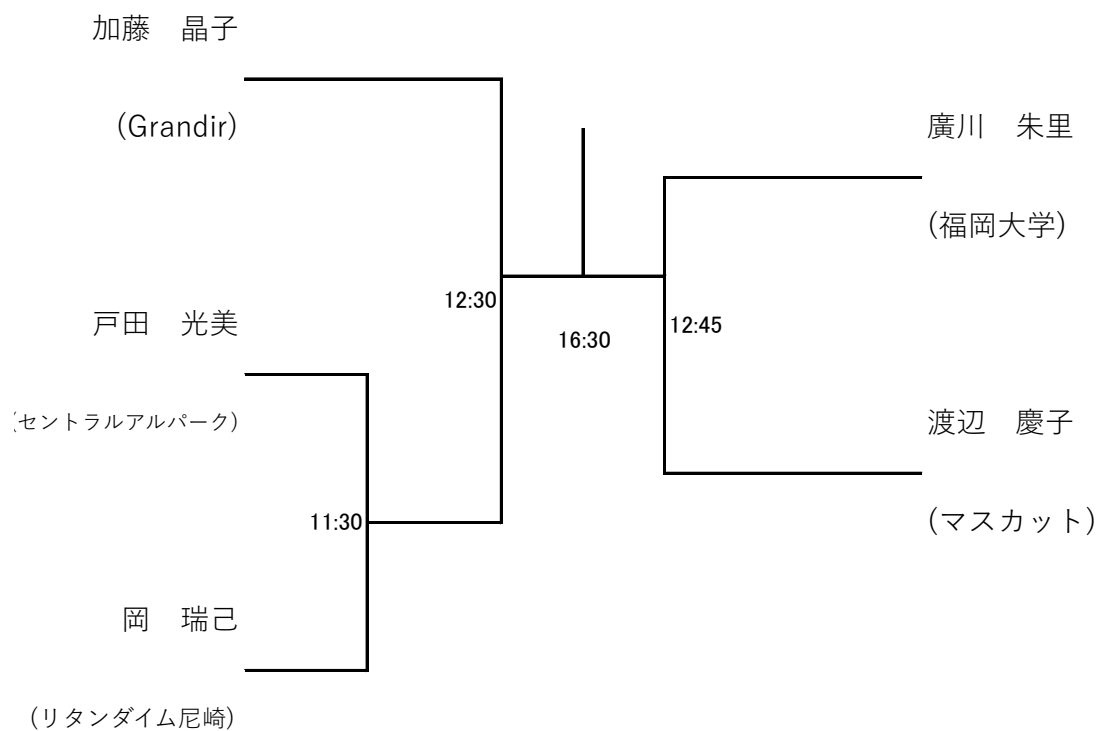 加藤　晶子
(Grandir)
戸田　光美
(セントラルアルパーク)
岡　瑞己
(リタンダイム尼崎)
11:30
12:30
16:30
12:45
廣川　朱里
(福岡大学)
渡辺　慶子
(マスカット)